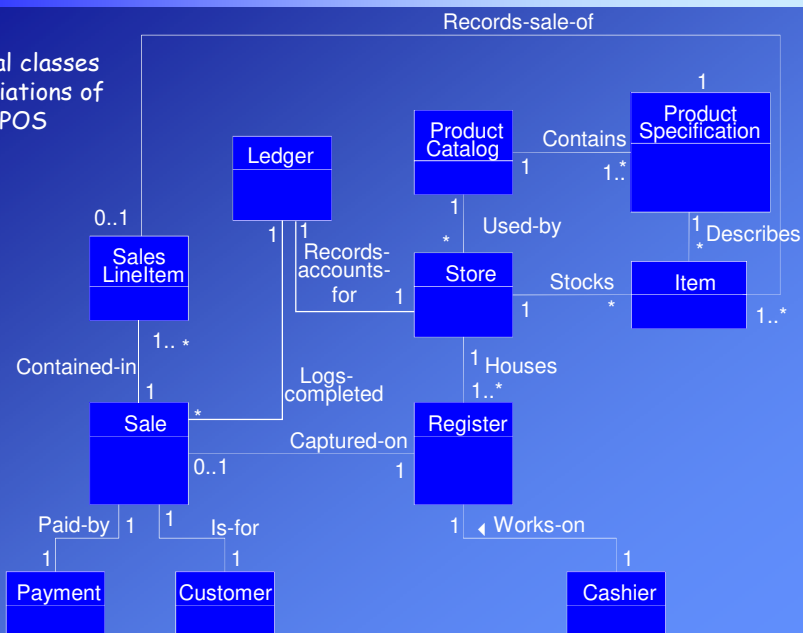 Records-sale-of
al classes
iations of
POS
1
Product
Specification
Product
Catalog
Contains
1
1..*
Ledger
0..1
1
1
1
Used-by
*
1
*
Describes
Sales
LineItem
Records-
accounts-
for
1
Store
Stocks
1
*
Item
1..*
1.. *
Contained-in
1
Logs-
completed
1
Houses
1..*
Sale
*
Captured-on
0..1
1
Register
Paid-by
1
1
Is-for
1
Works-on
1
1
1
Payment
Customer
Cashier